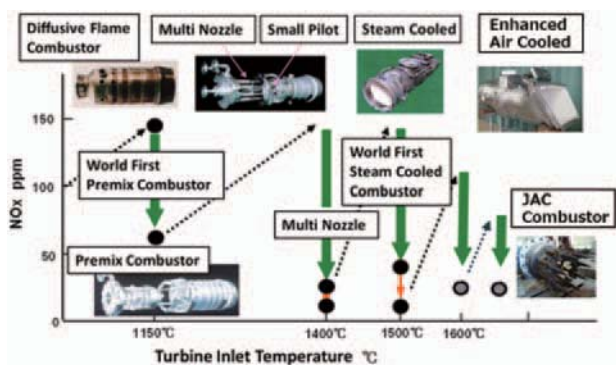 Diffusive Flame
Combustor
Multi Nozzle
Small Pilot
Steam Cooled
Enhanced
Air Cooled
150
World First
Premix Combustor
World First
Steam Cooled
Combustor
100
NOx ppm
JAC
Combustor
Multi Nozzle
50
Premix Combustor
0
1150℃
1400℃
1500℃
1600℃
Turbine Inlet Temperature ℃